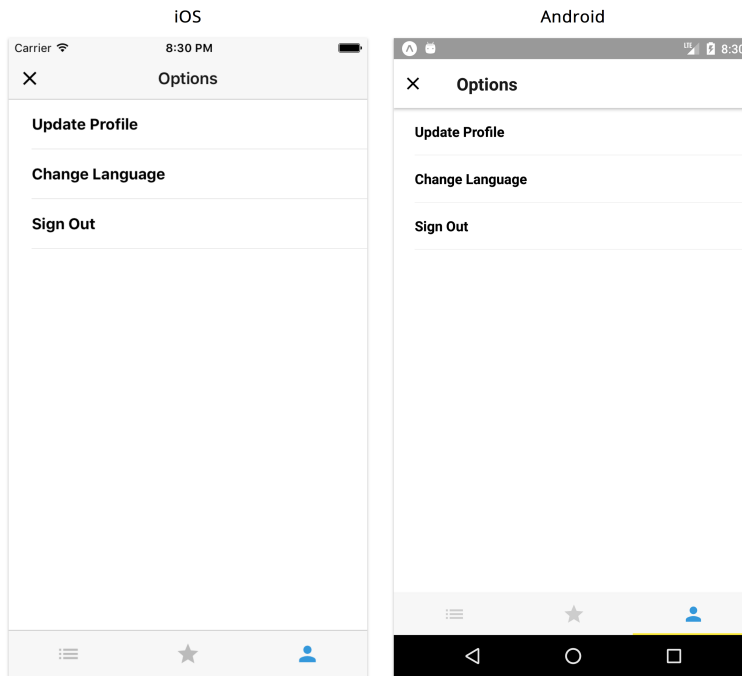 iOS
Carrier 8:30 PM
Options
Update Profile
Change Language
Sign Out
Android
LTE 8:30
Options
Update Profile
Change Language
Sign Out